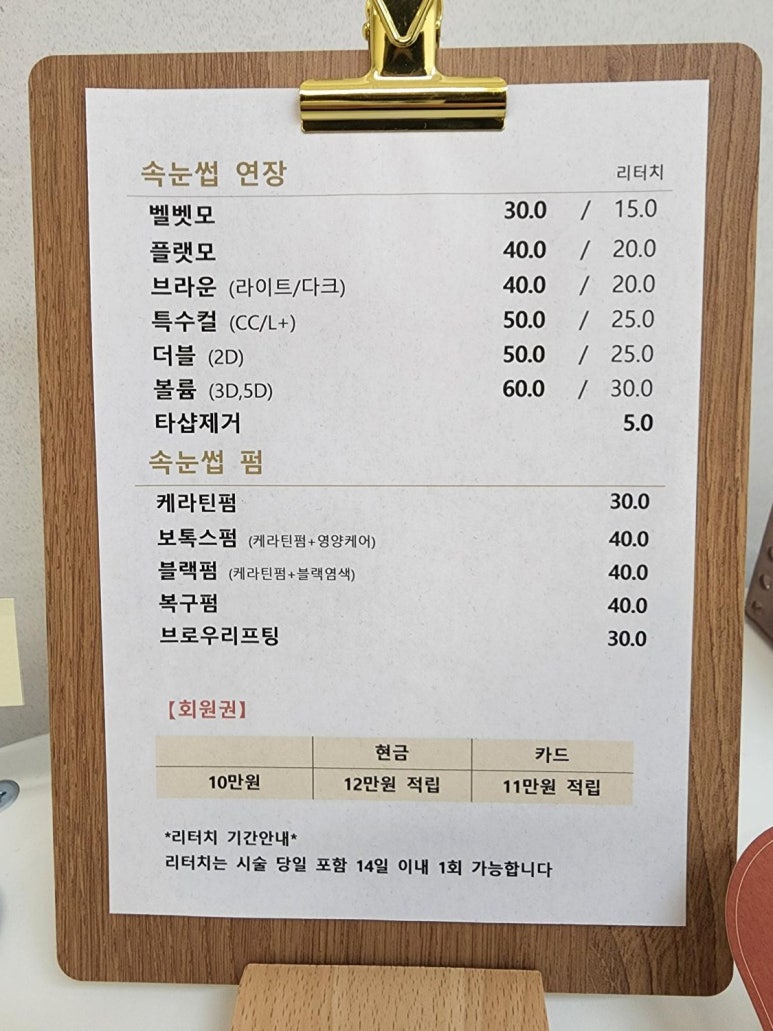 속눈썹 연장 리터치
벨벳모 30.0 / 15.0
플랫모 40.0 / 20.0
브라운 (라이트/다크) 40.0 / 20.0
특수컬 (CC/L+) 50.0 / 25.0
더블 (2D) 50.0 / 25.0
볼륨 (3D,5D) 60.0 / 30.0
타샵제거 5.0
속눈썹 펌
케라틴펌 30.0
보톡스펌 (케라틴펌+영양케어) 40.0
블랙펌 (케라틴펌+블랙염색) 40.0
복구펌 40.0
브로우리프팅 30.0
【회원권】
현금 카드
10만원 12만원 적립 11만원 적립
*리터치 기간안내*
리터치는 시술 당일 포함 14일 이내 1회 가능합니다